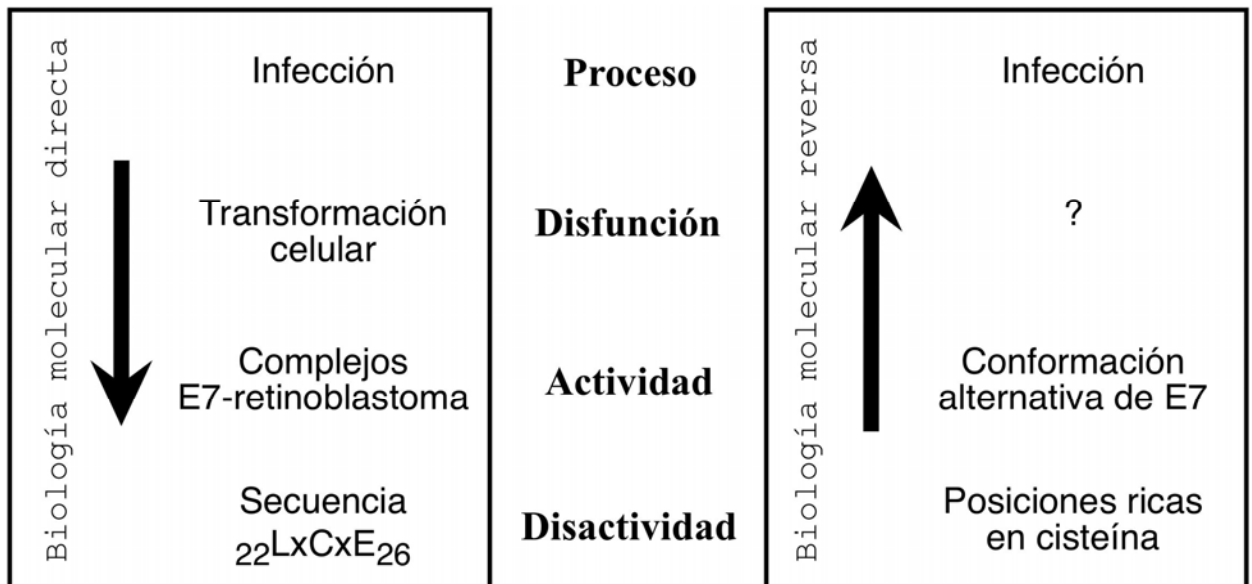 Biología molecular directa
Infección
Transformación
celular
Complejos
E7-retinoblastoma
Secuencia
22LxCxE26
Proceso
Disfunción
Actividad
Disactividad
Biología molecular reversa
Infección
?
Conformación
alternativa de E7
Posiciones ricas
en cisteína